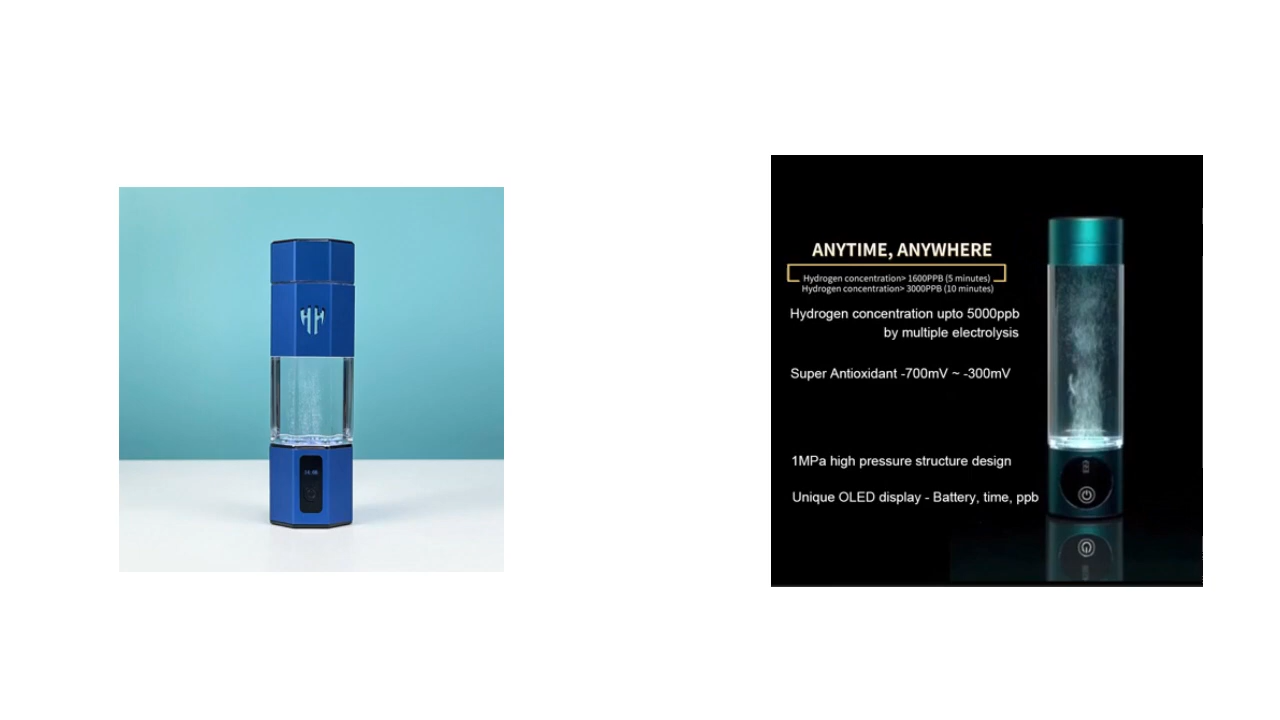 ANYTIME, ANYWHERE
Hydrogen concentration> 1600PPB (5 minutes)
Hydrogen concentration> 3000PPB (10 minutes)
Hydrogen concentration upto 5000ppb
by multiple electrolysis
Super Antioxidant -700mV ~ -300mV
1MPa high pressure structure design
Unique OLED display - Battery, time, ppb